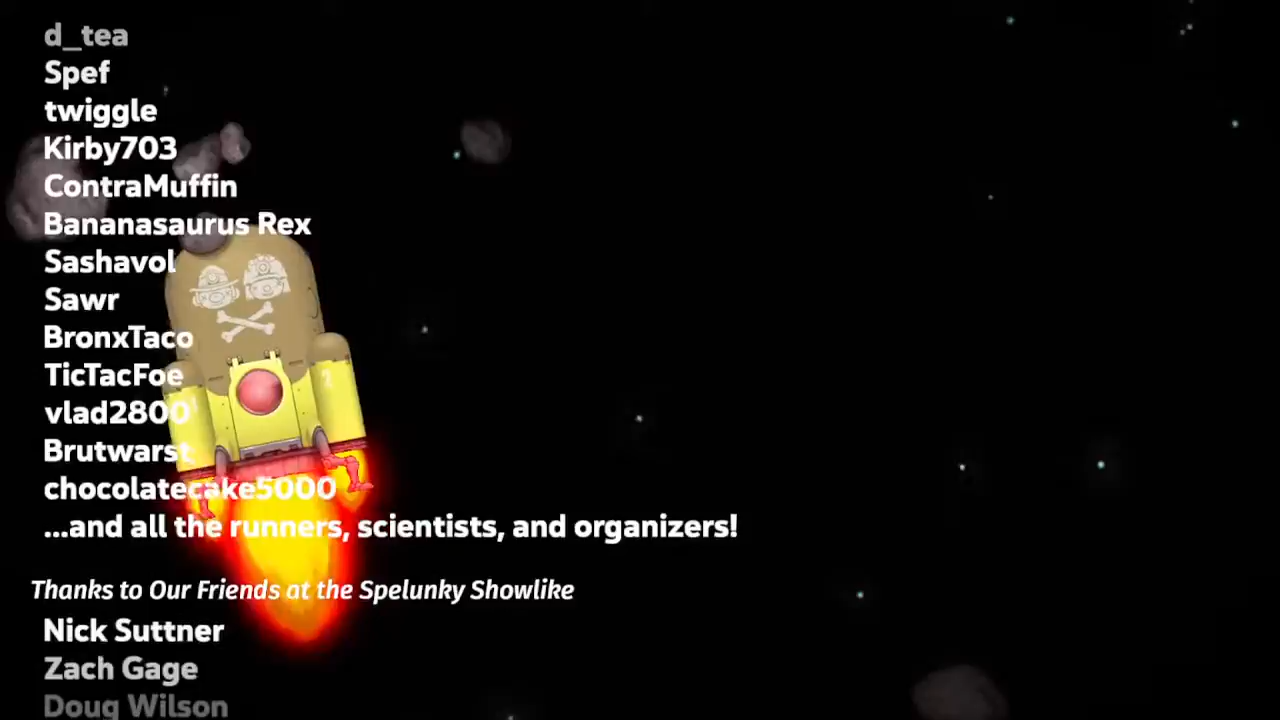 d_tea
Spef
twiggle
Kirby703
ContraMuffin
Bananasaurus Rex
Sashavol
Sawr
BronxTaco
TicTacFoe
vlad2800
Brutwarst
chocolatecake5000
...and all the runners, scientists, and organizers!
Thanks to Our Friends at the Spelunky Showlike
Nick Suttner
Zach Gage
Doug Wilson